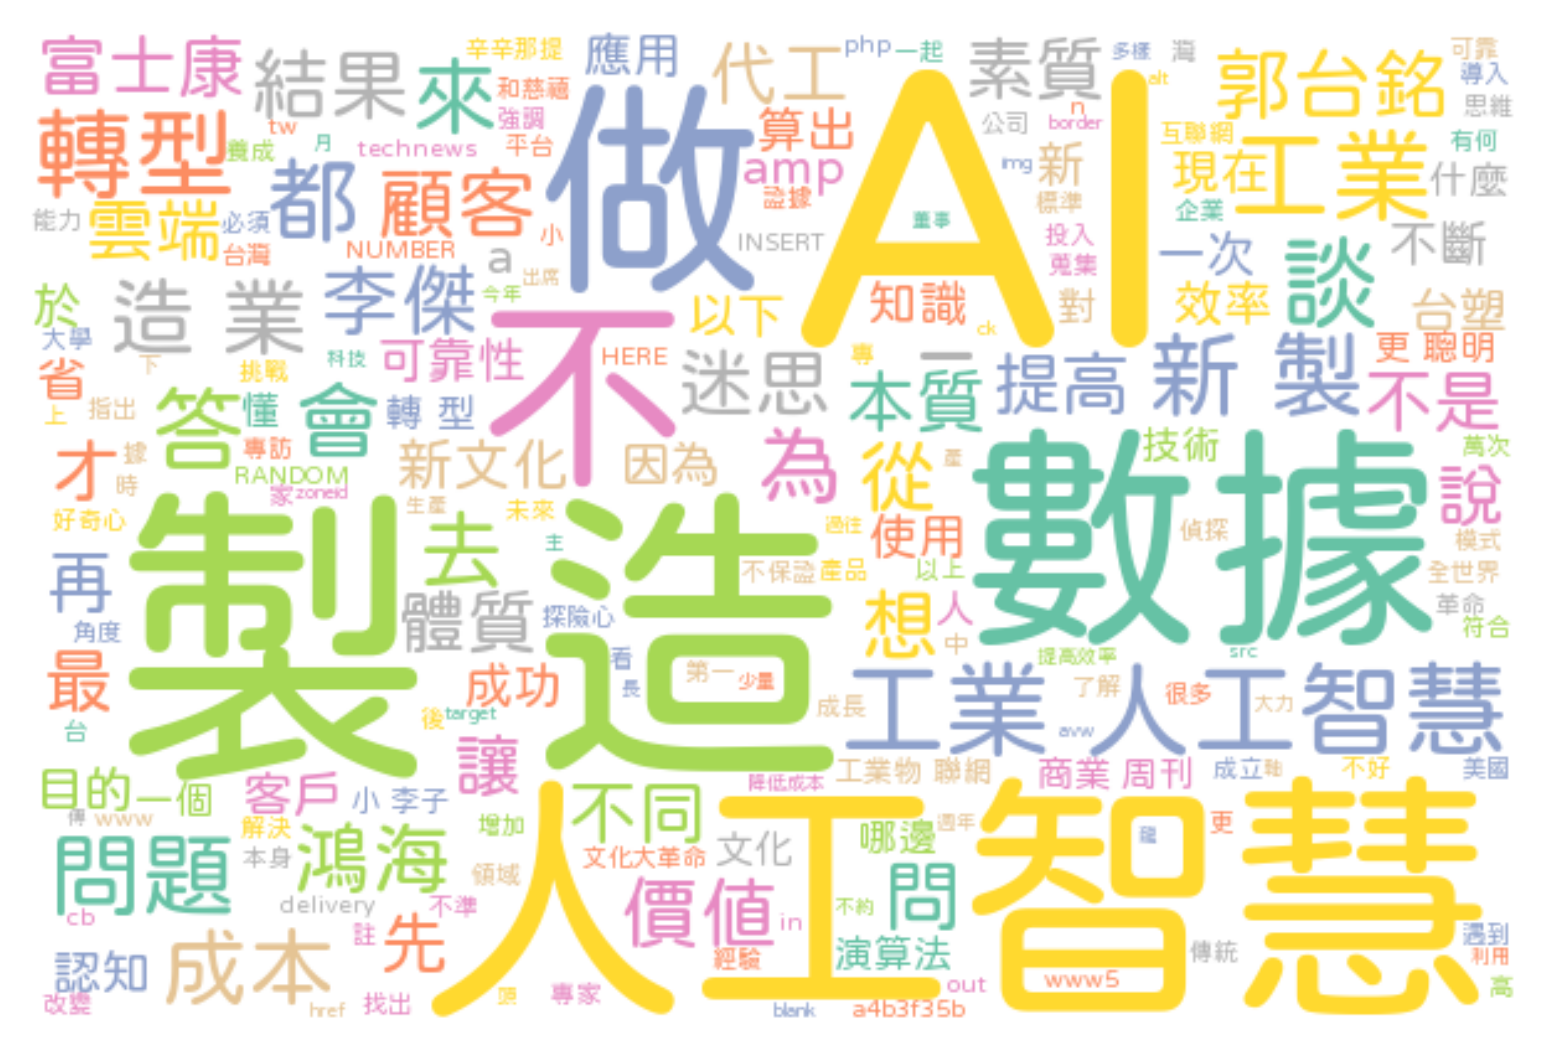 富士康 結果 來 辛辛那提 應用 代工 php 一起 素質 多樣 灣 郭台銘 可靠 導入
和慈禧 強調 alt 思維
轉型 tw 養成 月 technews 平台 做 算出 AI n 公司 border 互聯網 工業 有何
都 顧客 amp 證據 img 新 標準 現在 什麼
能力 雲端 必須 台灣 NUMBER 小 INSERT 董事 投入 企業 一次 談 不斷
a 出席 蒐集
於 造 業 李傑 今年 以下 知識 對 效率 台塑
大學 科技 可靠性 不 HERE ck 更 聰明
下 挑戰 迷思 專 一 提高 新 製 不是
省 上 指出 答 懂 會 轉 型 本質
才 據 專訪 新文化 因為 為 從 產 技術 萬次
時 RANDOM 家 zoneid 說
好奇心 製 造 生產 未來 過往 數據 偵探 模式
去 主 使用
再 不保證 產品 以上 全世界
體質 探險心 想 人 革命
角度 中 符合
最 看 第一 少量 提高效率 src
成功 長 成長 工業 人工智慧 了解 很多 大力
台 後 target avw
讓 降低成本 工業物 聯網 商業 周刊 成立 軸 不好 美國
目的 一個 客戶 小 李子 不同
傳 www 解決 增加 人工智慧 哪邊 週年 龍 更
問題 本身 鴻海 領域 文化大革命 文化
delivery 不準 價值 in 不約 問
cb 註 先 遇到
認知 成本 經驗 演算法 傳統 利用
改變 href 找出 頭 專家 blank out a4b3f35b www5 高